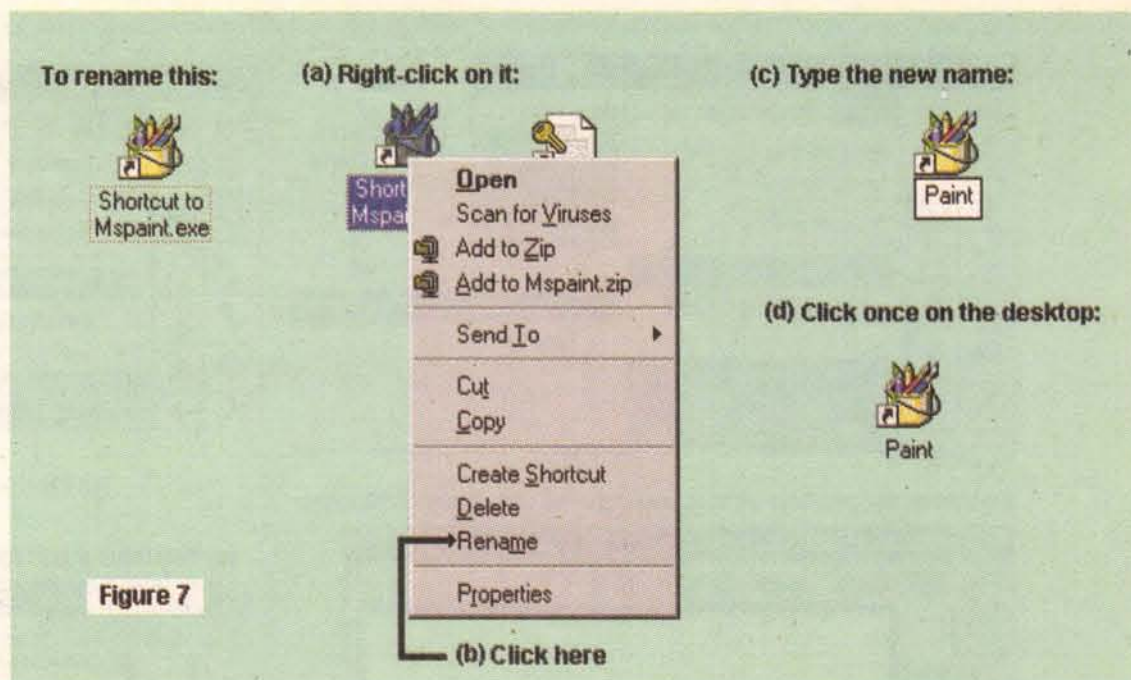 To rename this:
Shortcut to
Mspaint.exe
(a) Right-click on it:
Short
Mspai
Open
Scan for Viruses
Add to Zip
Add to Mspaint.zip
Send To
Cut
Copy
Create Shortcut
Delete
Rename
Properties
(b) Click here
(c) Type the new name:
Paint
(d) Click once on the desktop:
Paint
Figure 7